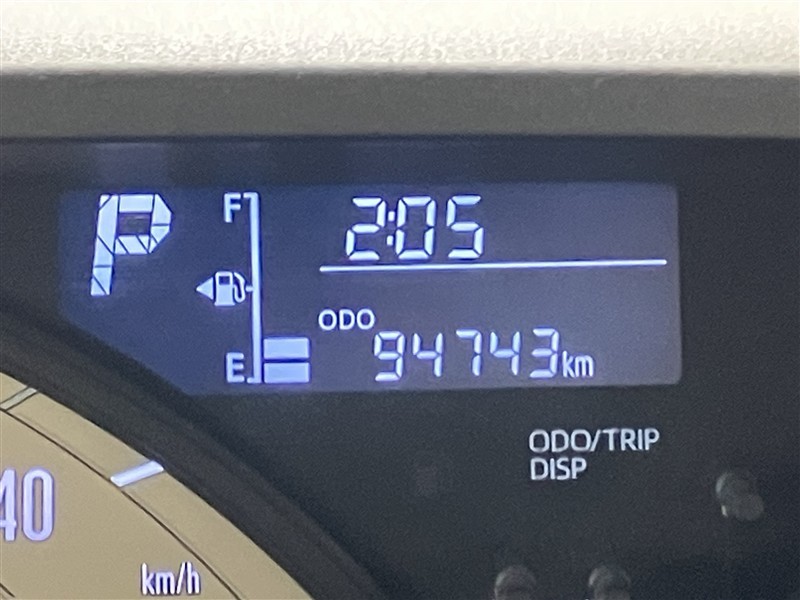 P
F
2:05
ODO
E
94743km
ODO/TRIP
DISP
40
km/h